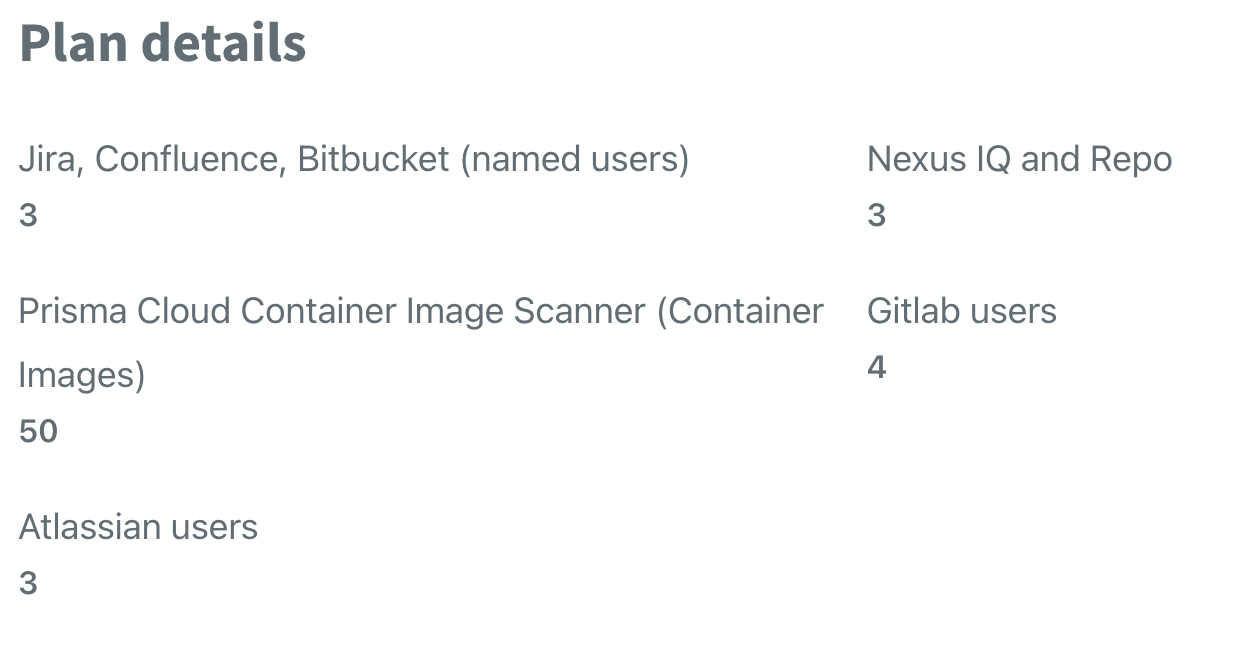 Plan details
Jira, Confluence, Bitbucket (named users)
3
Nexus IQ and Repo
3
Prisma Cloud Container Image Scanner (Container
Images)
50
Gitlab users
4
Atlassian users
3